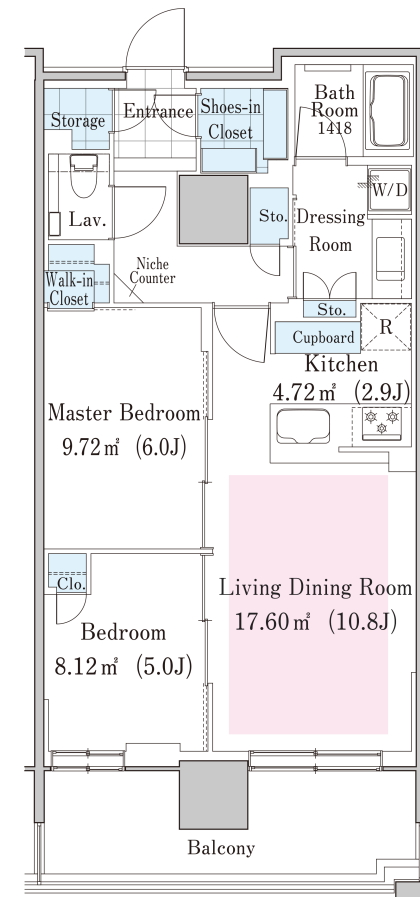 Storage
Entrance
Shoes-in
Closet
Bath
Room
1418
Lav.
Sto.
Dressing
Room
W/D
Niche
Counter
Walk-in
Closet
Sto.
Cupboard
R
Kitchen
4.72㎡ (2.9J)
Master Bedroom
9.72㎡ (6.0J)
Clo.
Bedroom
8.12㎡ (5.0J)
Living Dining Room
17.60㎡ (10.8J)
Balcony